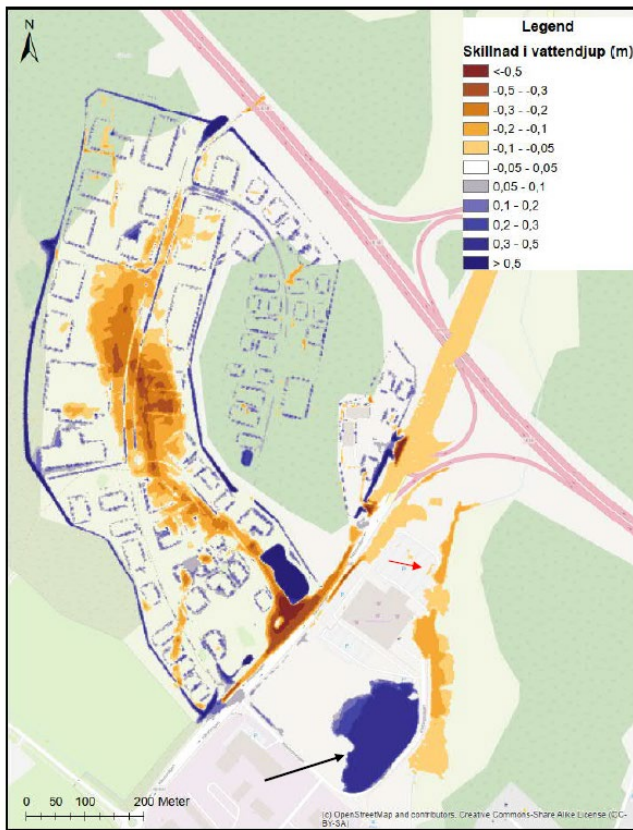 N
Legend
Skillnad i vattendjup (m)
<-0,5
-0,5 - -0,3
-0,3 - -0,2
-0,2 - -0,1
-0,1 - -0,05
-0,05 - 0,05
0,05 - 0,1
0,1 - 0,2
0,2 - 0,3
0,3 - 0,5
> 0,5
0 50 100 200 Meter
(c) OpenStreetMap and contributors, Creative Commons-Share Alike License (CC-
BY-SA)